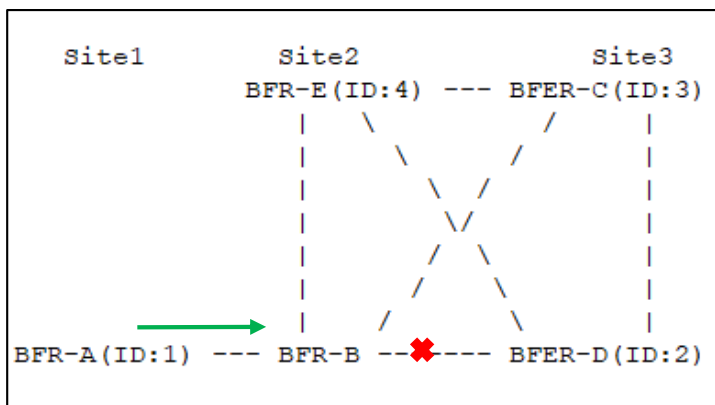 Site1 Site2 Site3
BFR-E(ID:4) --- BFER-C(ID:3)
BFR-A(ID:1) --- BFR-B ------- BFER-D(ID:2)